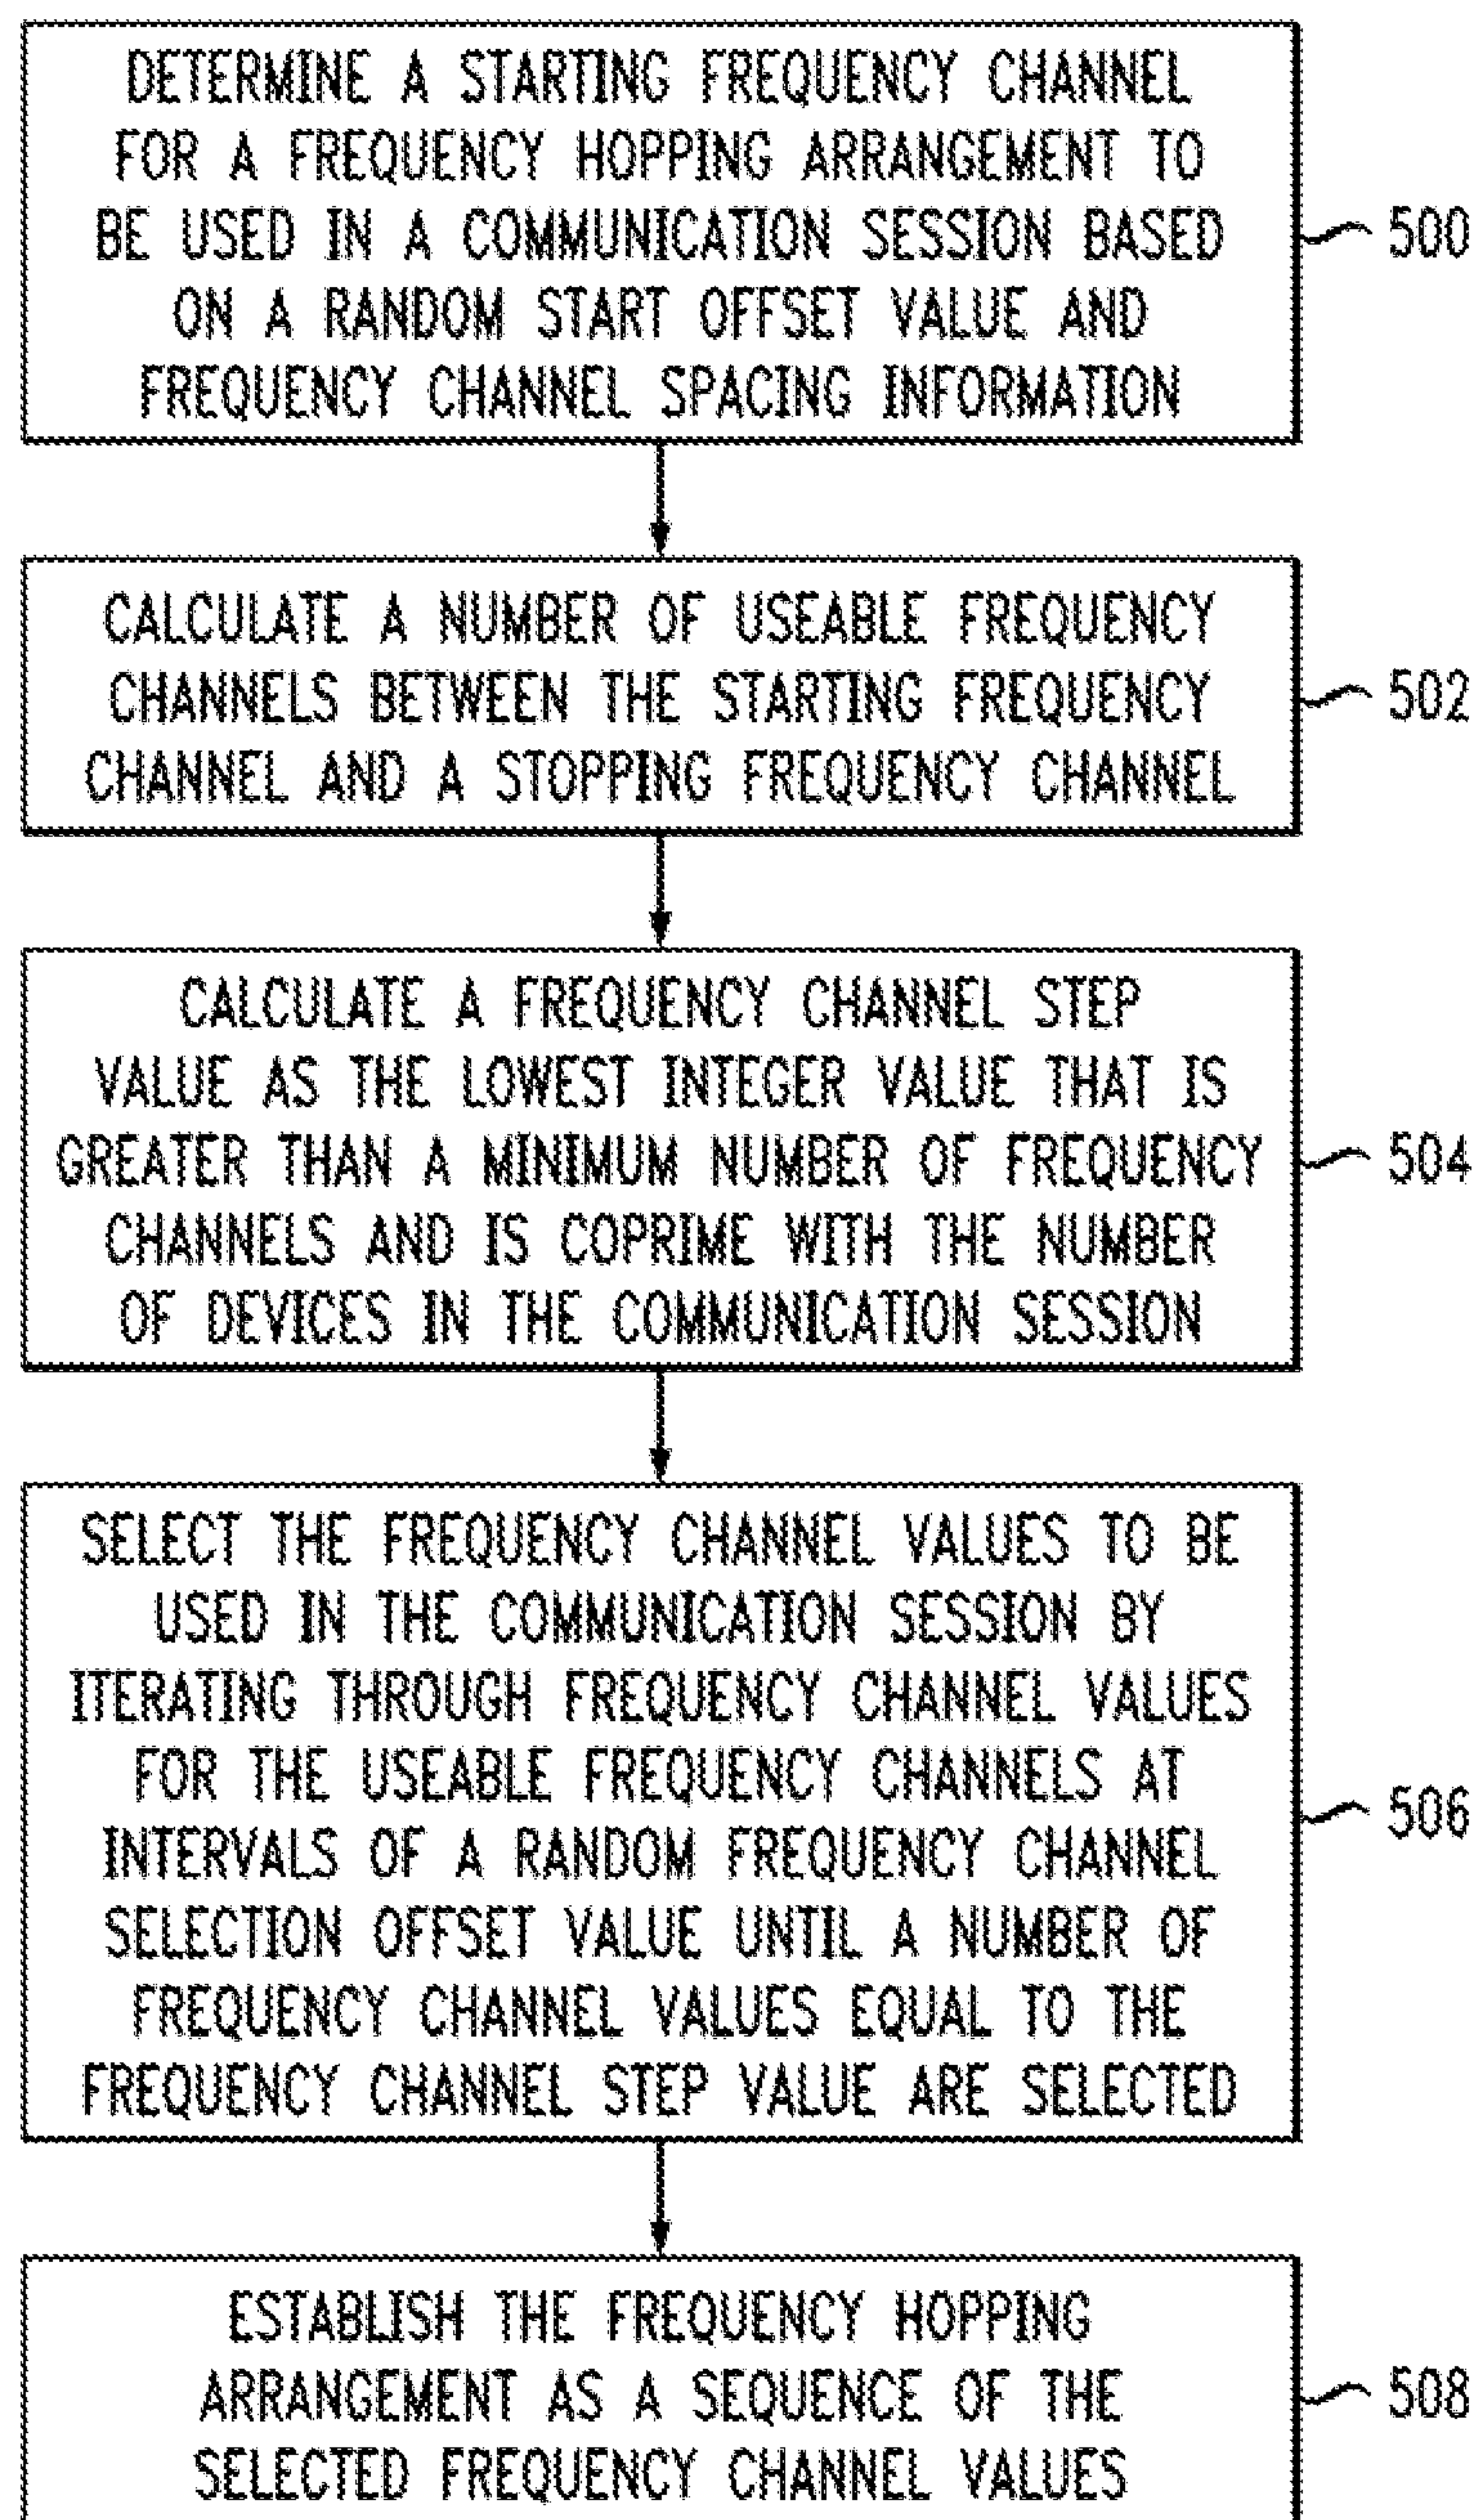 DETERMINE A STARTING FREQUENCY CHANNEL
FOR A FREQUENCY HOPPING ARRANGEMENT TO
BE USED IN A COMMUNICATION SESSION BASED
ON A RANDOM START OFFSET VALUE AND
FREQUENCY CHANNEL SPACING INFORMATION
500
CALCULATE A NUMBER OF USEABLE FREQUENCY
CHANNELS BETWEEN THE STARTING FREQUENCY
CHANNEL AND A STOPPING FREQUENCY CHANNEL
502
CALCULATE A FREQUENCY CHANNEL STEP
VALUE AS THE LOWEST INTEGER VALUE THAT IS
GREATER THAN A MINIMUM NUMBER OF FREQUENCY
CHANNELS AND IS COPRIME WITH THE NUMBER
OF DEVICES IN THE COMMUNICATION SESSION
504
SELECT THE FREQUENCY CHANNEL VALUES TO BE
USED IN THE COMMUNICATION SESSION BY
ITERATING THROUGH FREQUENCY CHANNEL VALUES
FOR THE USEABLE FREQUENCY CHANNELS AT
INTERVALS OF A RANDOM FREQUENCY CHANNEL
SELECTION OFFSET VALUE UNTIL A NUMBER OF
FREQUENCY CHANNEL VALUES EQUAL TO THE
FREQUENCY CHANNEL STEP VALUE ARE SELECTED
506
ESTABLISH THE FREQUENCY HOPPING
ARRANGEMENT AS A SEQUENCE OF THE
SELECTED FREQUENCY CHANNEL VALUES
508